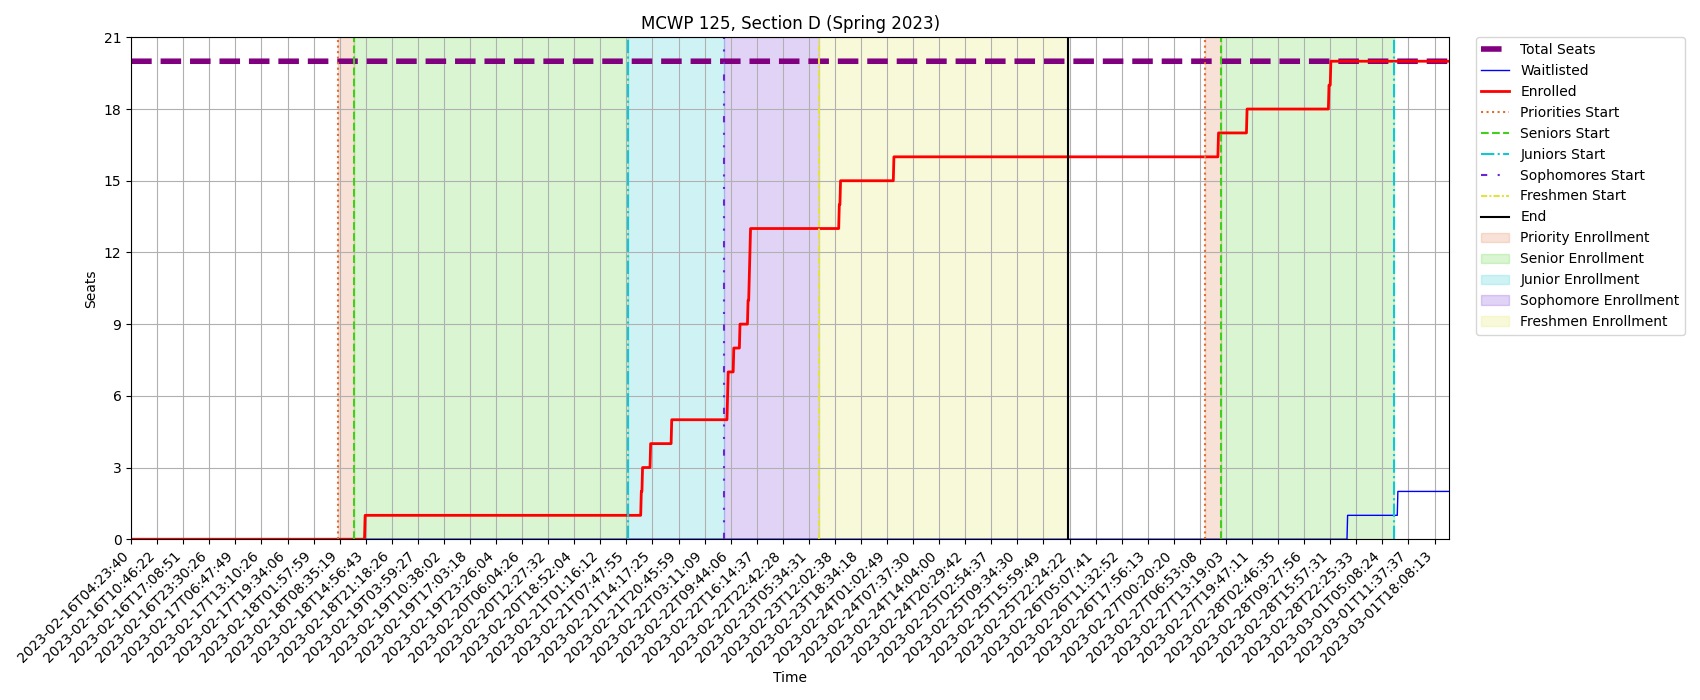 MCWP 125, Section D (Spring 2023)
21
18
15
12
9
6
3
0
Seats
2023-02-16T04:23:40
2023-02-16T10:46:22
2023-02-16T17:08:51
2023-02-16T23:30:26
2023-02-17T06:47:49
2023-02-17T13:10:26
2023-02-17T19:34:06
2023-02-18T01:57:59
2023-02-18T08:35:19
2023-02-18T14:56:43
2023-02-18T21:18:26
2023-02-19T03:59:27
2023-02-19T10:38:02
2023-02-19T17:03:18
2023-02-19T23:26:04
2023-02-20T06:04:26
2023-02-20T12:27:32
2023-02-20T18:52:04
2023-02-21T01:16:12
2023-02-21T07:47:55
2023-02-21T14:17:25
2023-02-21T20:45:59
2023-02-22T03:11:09
2023-02-22T09:44:06
2023-02-22T16:14:37
2023-02-22T22:42:28
2023-02-23T05:34:31
2023-02-23T12:02:38
2023-02-23T18:34:18
2023-02-24T01:02:49
2023-02-24T07:37:30
2023-02-24T14:04:00
2023-02-24T20:29:42
2023-02-25T02:54:37
2023-02-25T09:34:30
2023-02-25T15:59:49
2023-02-25T22:24:22
2023-02-26T05:07:41
2023-02-26T11:32:52
2023-02-26T17:56:13
2023-02-27T00:20:20
2023-02-27T06:53:08
2023-02-27T13:19:03
2023-02-27T19:47:11
2023-02-28T02:46:35
2023-02-28T09:27:56
2023-02-28T15:57:31
2023-02-28T22:25:33
2023-03-01T05:08:24
2023-03-01T11:37:37
2023-03-01T18:08:13
Time
Total Seats
Waitlisted
Enrolled
Priorities Start
Seniors Start
Juniors Start
Sophomores Start
Freshmen Start
End
Priority Enrollment
Senior Enrollment
Junior Enrollment
Sophomore Enrollment
Freshmen Enrollment